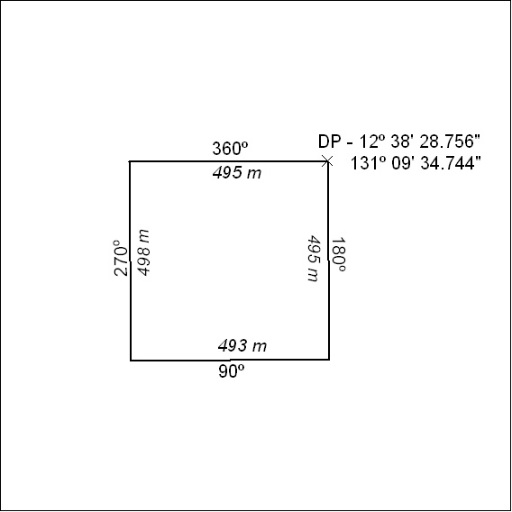 360º
495 m
DP - 12º 38' 28.756"
131º 09' 34.744"
270º
498 m
495 m
180º
493 m
90º